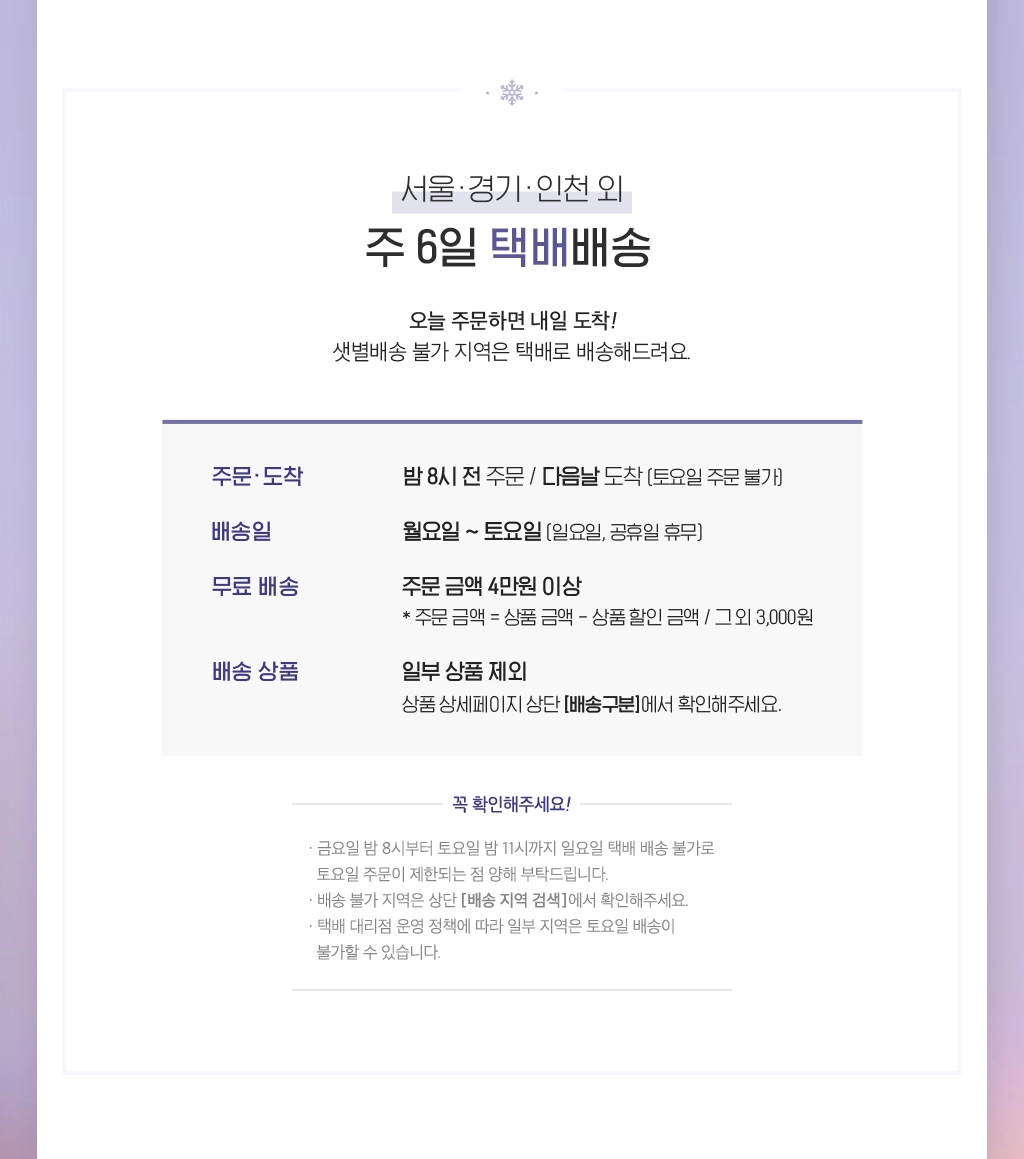 서울·경기·인천 외
주 6일 택배배송
오늘 주문하면 내일 도착!
샛별배송 불가 지역은 택배로 배송해드려요.
주문·도착
밤 8시 전 주문 / 다음날 도착 (토요일 주문 불가)
배송일
월요일 ~ 토요일 (일요일, 공휴일 휴무)
무료 배송
주문 금액 4만원 이상
* 주문 금액 = 상품 금액 - 상품 할인 금액 / 그 외 3,000원
배송 상품
일부 상품 제외
상품 상세페이지 상단 [배송구분]에서 확인해주세요.
꼭 확인해주세요!
· 금요일 밤 8시부터 토요일 밤 11시까지 일요일 택배 배송 불가로
토요일 주문이 제한되는 점 양해 부탁드립니다.
· 배송 불가 지역은 상단 [배송 지역 검색]에서 확인해주세요.
· 택배 대리점 운영 정책에 따라 일부 지역은 토요일 배송이
불가할 수 있습니다.